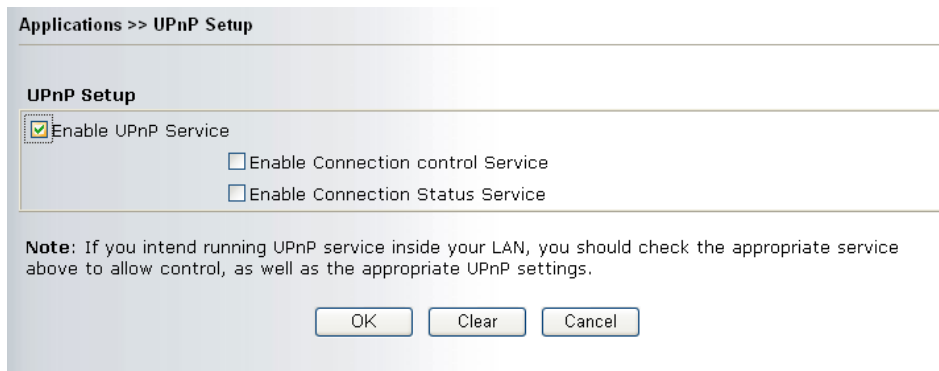 Applications >> UPnP Setup
UPnP Setup
Enable UPnP Service
Enable Connection control Service
Enable Connection Status Service
Note: If you intend running UPnP service inside your LAN, you should check the appropriate service
above to allow control, as well as the appropriate UPnP settings.
OK Clear Cancel